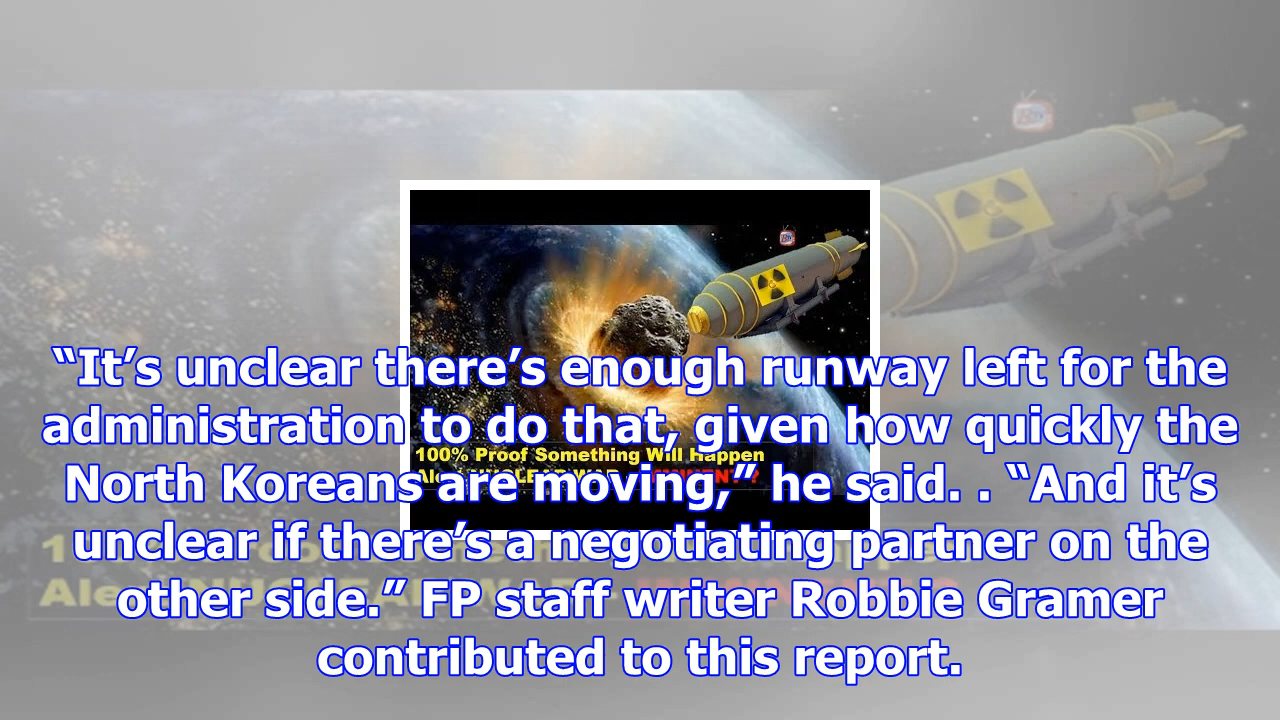 “It’s unclear there’s enough runway left for the
administration to do that, given how quickly the
100% Proof Something Will Happen
North Koreans are moving,” he said. . “And it’s
unclear if there’s a negotiating partner on the
other side.” FP staff writer Robbie Gramer
contributed to this report.